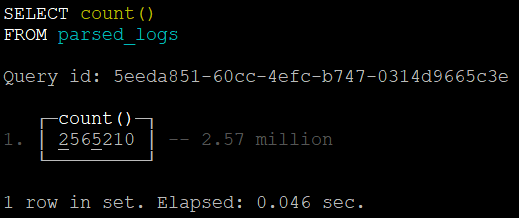 SELECT count()
FROM parsed_logs
Query id: 5eeda851-60cc-4efc-b747-0314d9665c3e
┌─count()─┐
1. │ 2565210 │ -- 2.57 million
└─────────┘
1 row in set. Elapsed: 0.046 sec.